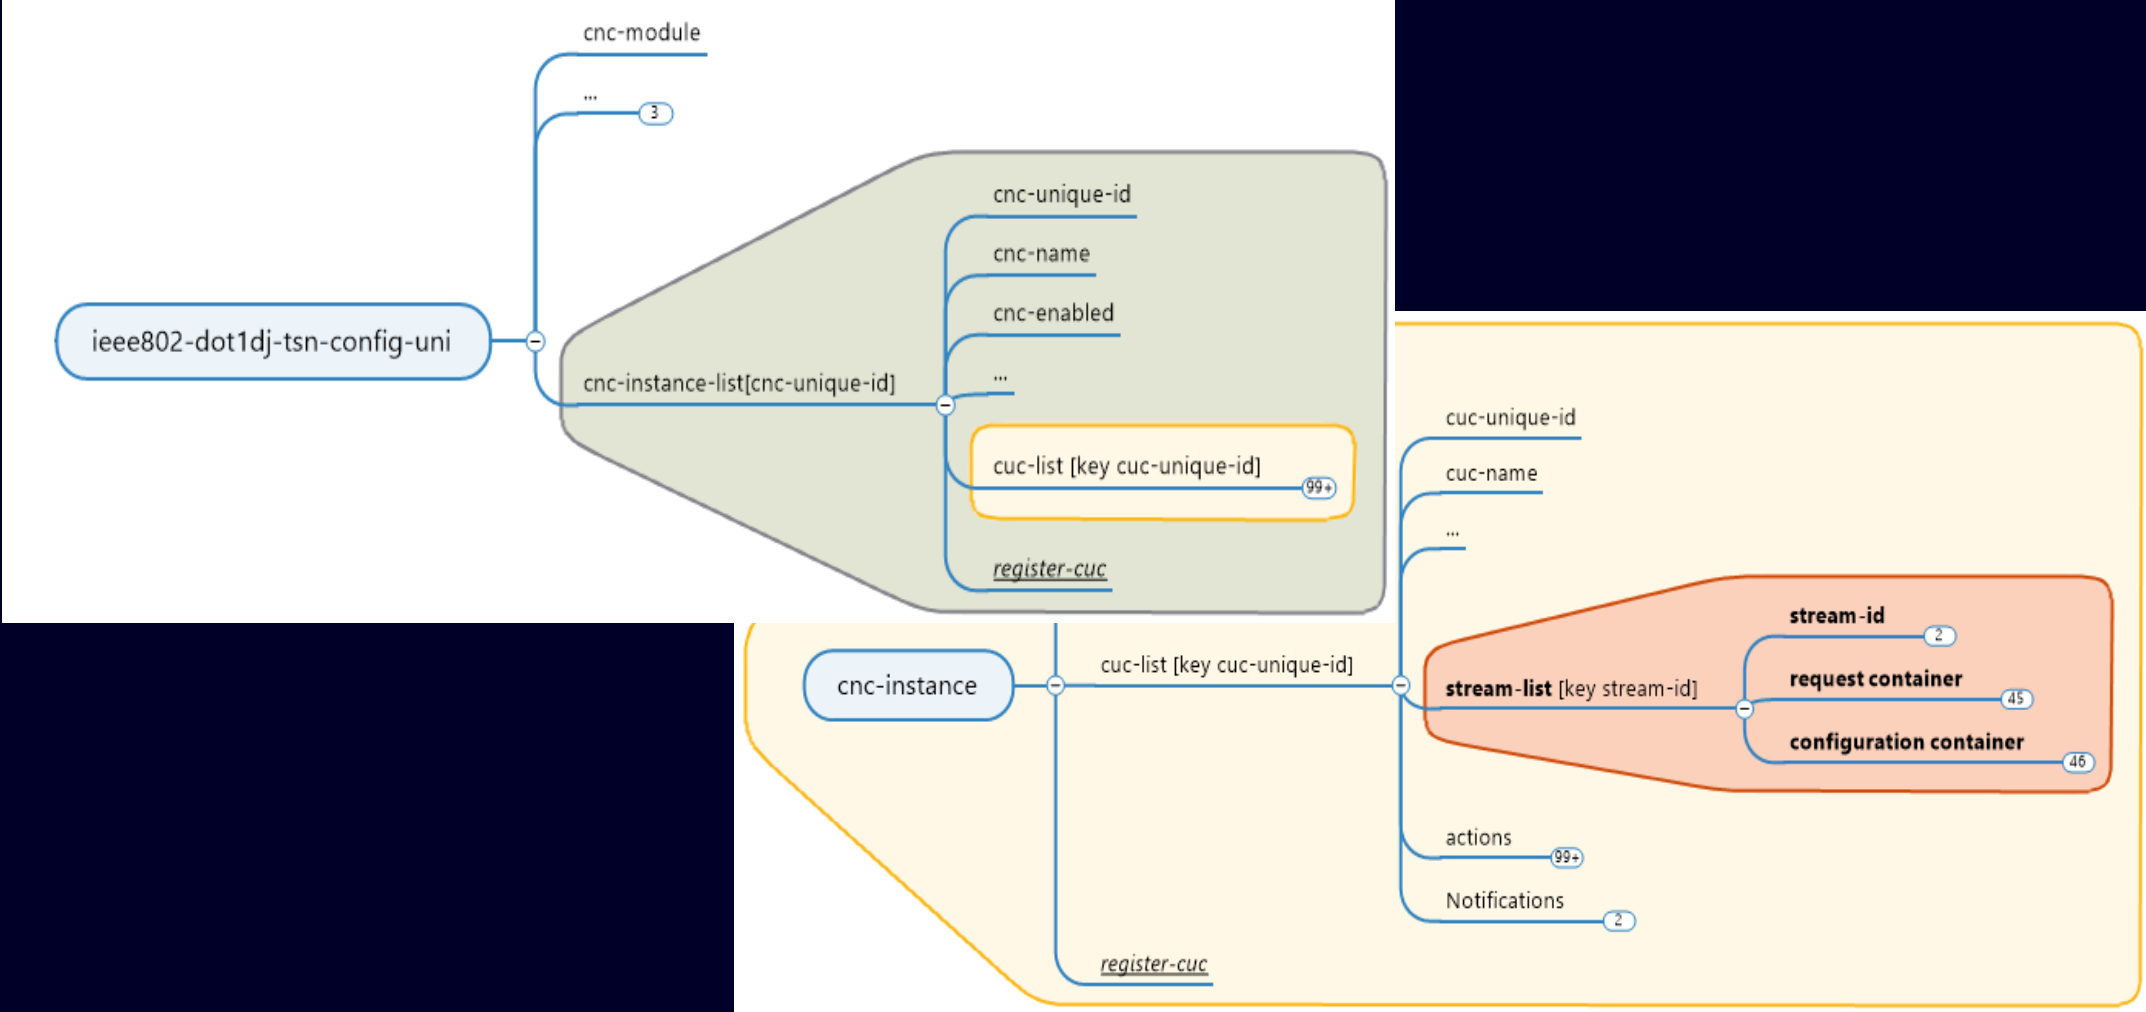 cnc-module
...
3
ieee802-dot1dj-tsn-config-uni
cnc-instance-list[cnc-unique-id]
cnc-unique-id
cnc-name
cnc-enabled
...
cuc-list [key cuc-unique-id]
99+
register-cuc
cnc-instance
cuc-list [key cuc-unique-id]
cuc-unique-id
cuc-name
...
stream-list [key stream-id]
stream-id
2
request container
45
configuration container
46
actions
99+
Notifications
2
register-cuc